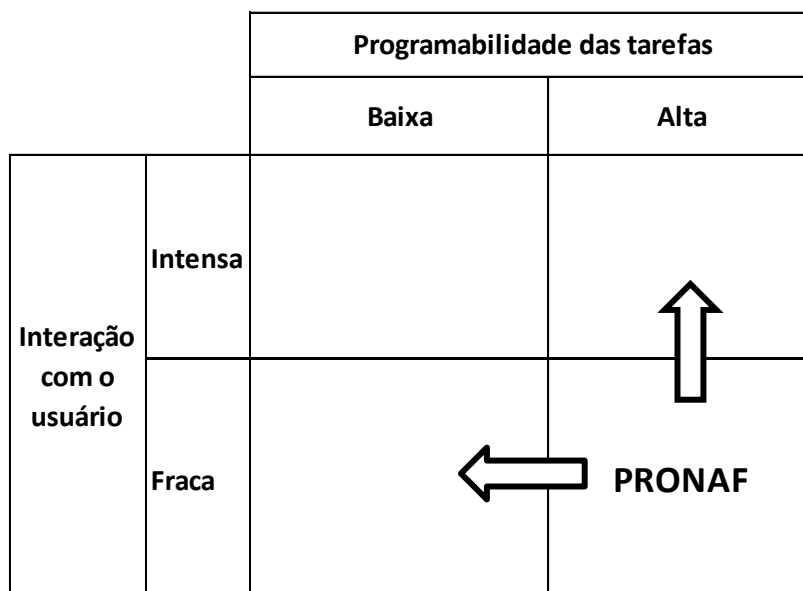 Programabilidade das tarefas
Baixa
Alta
Interação
com o
usuário
Intensa
Fraca
PRONAF